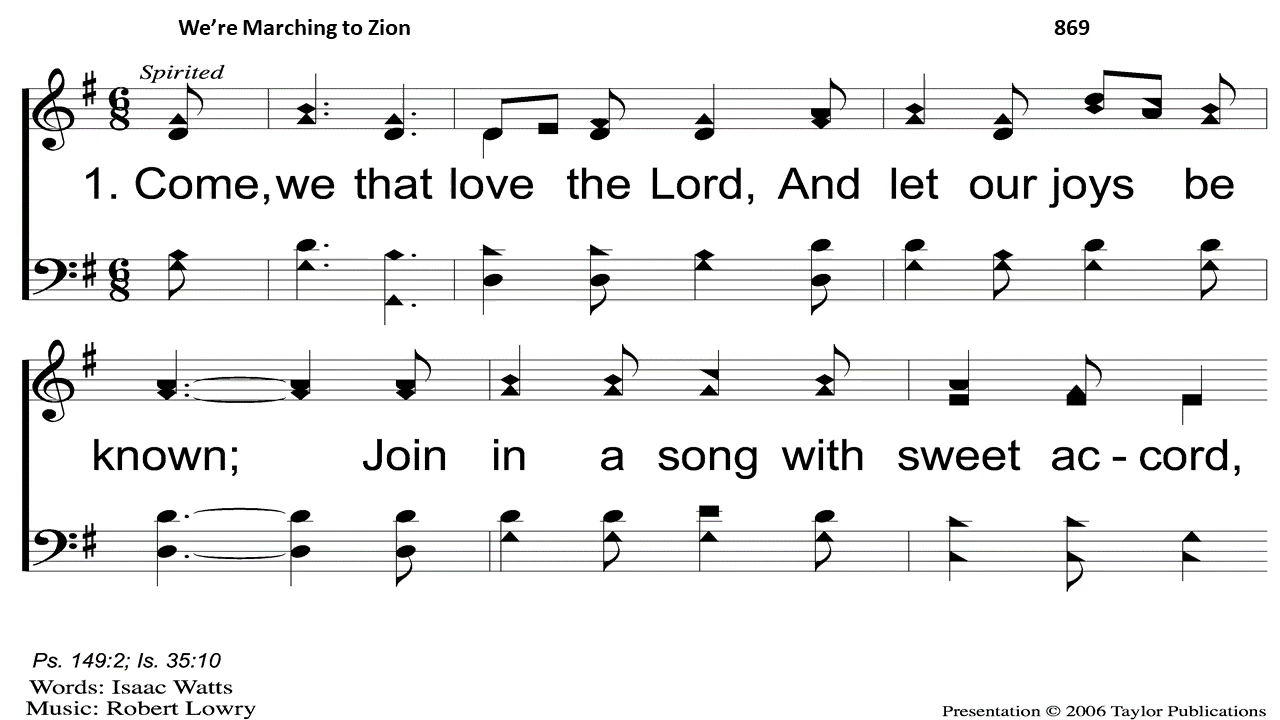 We’re Marching to Zion 869
Spirited
1. Come, we that love the Lord, And let our joys be
known; Join in a song with sweet ac - cord,
Ps. 149:2; Is. 35:10
Words: Isaac Watts
Music: Robert Lowry
Presentation © 2006 Taylor Publications